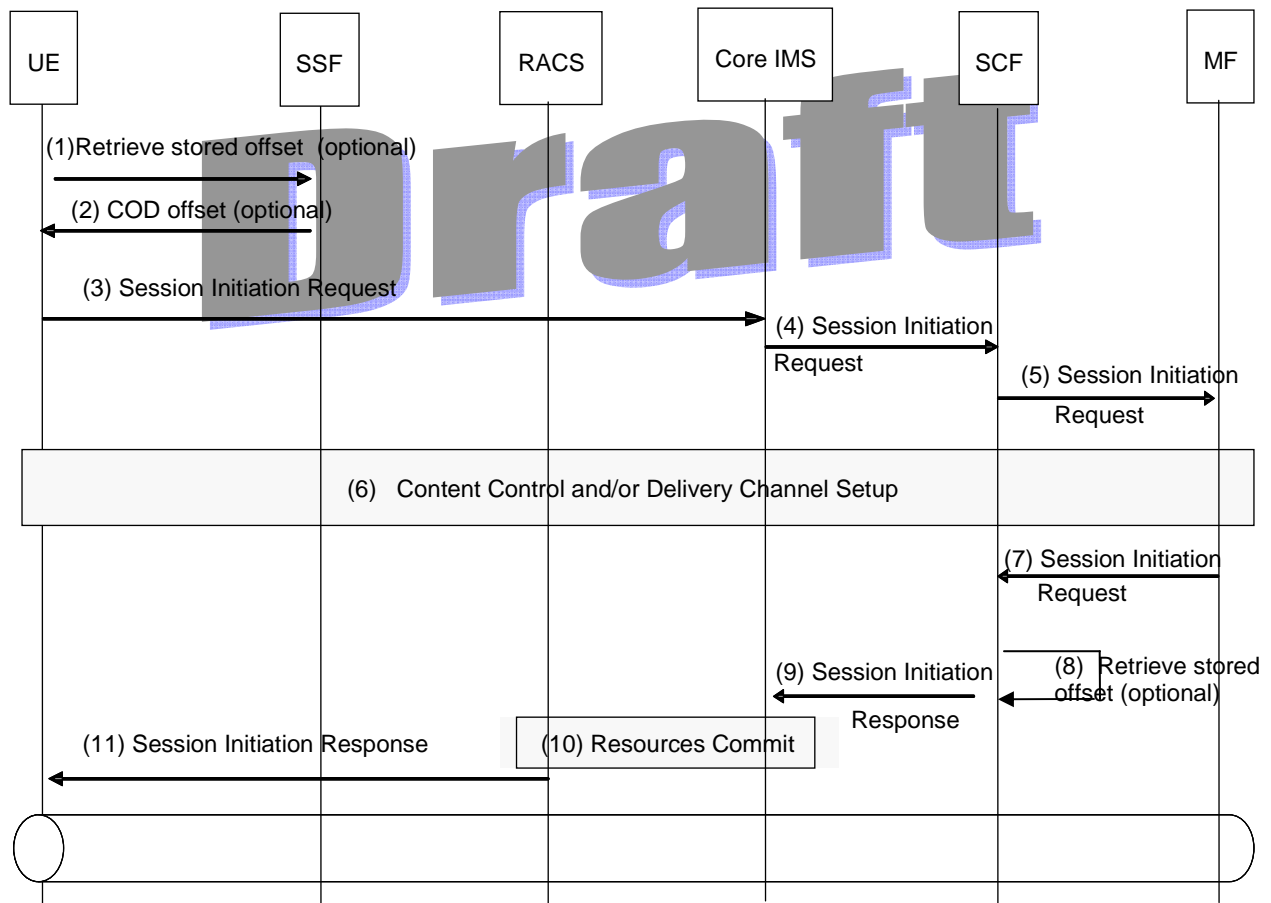 UE
SSF
RACS
Core IMS
SCF
MF
Draft
(1)Retrieve stored offset (optional)
(2) COD offset (optional)
(3) Session Initiation Request
(4) Session Initiation
Request
(5) Session Initiation
Request
(6) Content Control and/or Delivery Channel Setup
(7) Session Initiation
Request
(8) Retrieve stored
offset (optional)
(9) Session Initiation
Response
(10) Resources Commit
(11) Session Initiation Response